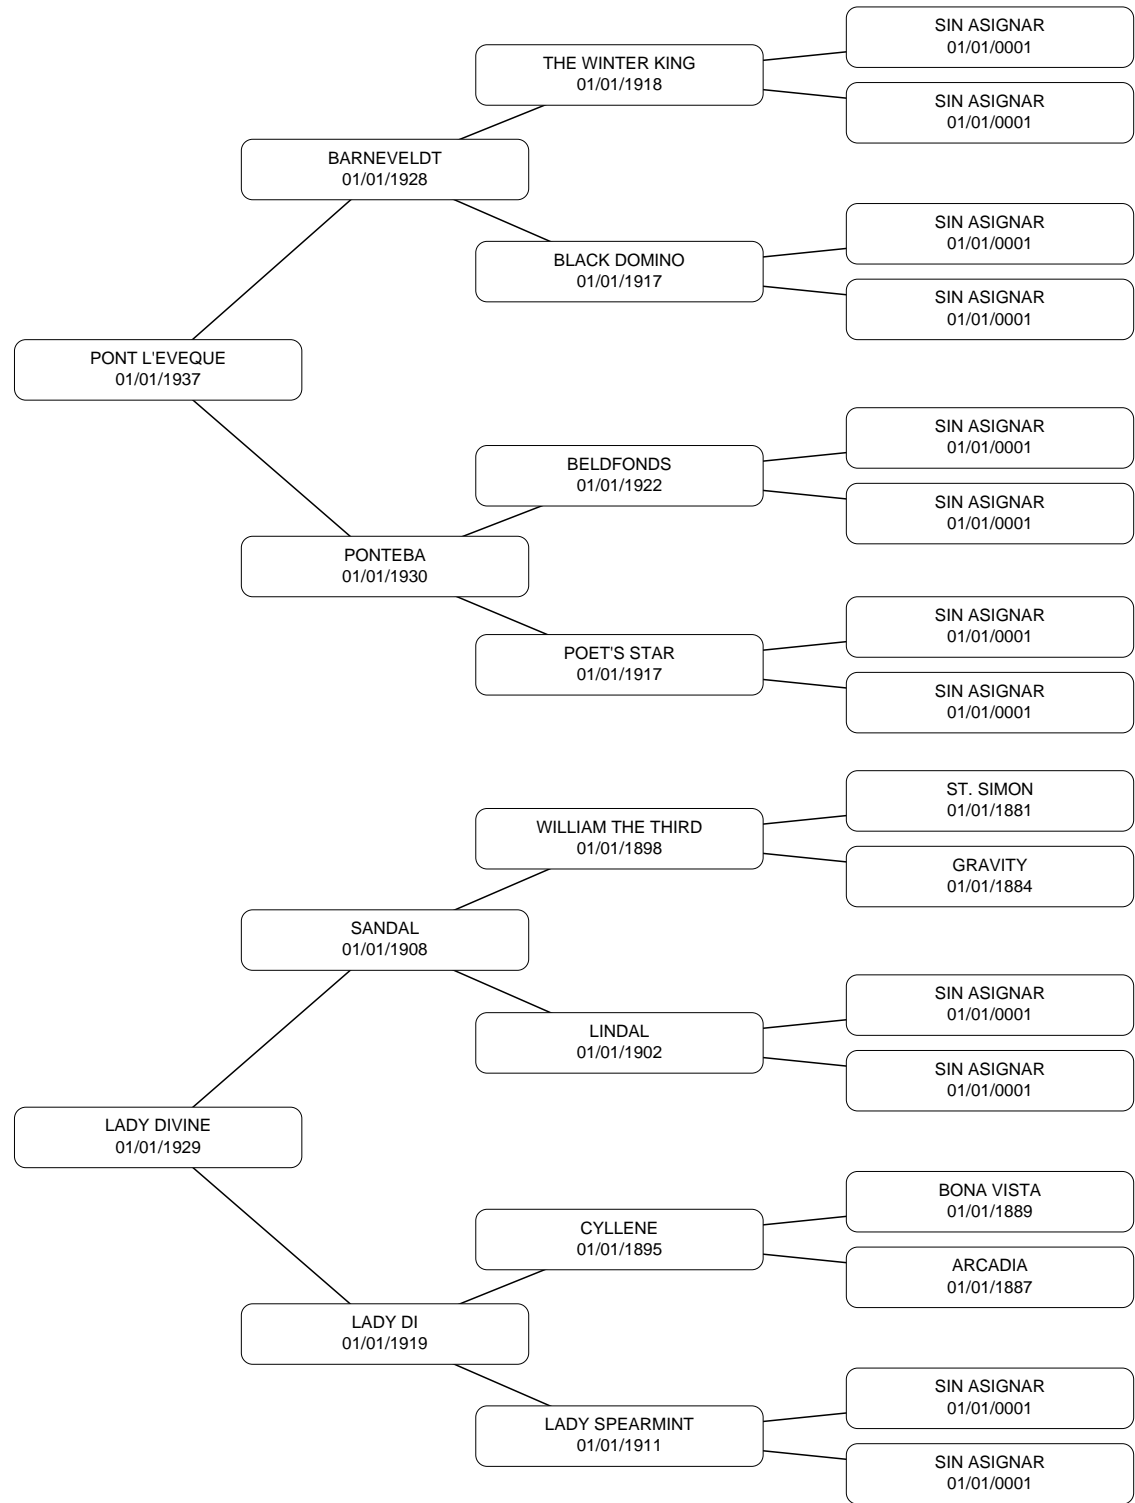 SIN ASIGNAR
01/01/0001
THE WINTER KING
01/01/1918
SIN ASIGNAR
01/01/0001
BARNEVELDT
01/01/1928
SIN ASIGNAR
01/01/0001
BLACK DOMINO
01/01/1917
SIN ASIGNAR
01/01/0001
PONT L'EVEQUE
01/01/1937
SIN ASIGNAR
01/01/0001
BELDFONDS
01/01/1922
SIN ASIGNAR
01/01/0001
PONTEBA
01/01/1930
SIN ASIGNAR
01/01/0001
POET'S STAR
01/01/1917
SIN ASIGNAR
01/01/0001
ST. SIMON
01/01/1881
WILLIAM THE THIRD
01/01/1898
GRAVITY
01/01/1884
SANDAL
01/01/1908
SIN ASIGNAR
01/01/0001
LINDAL
01/01/1902
SIN ASIGNAR
01/01/0001
LADY DIVINE
01/01/1929
BONA VISTA
01/01/1889
CYLLENE
01/01/1895
ARCADIA
01/01/1887
LADY DI
01/01/1919
SIN ASIGNAR
01/01/0001
LADY SPEARMINT
01/01/1911
SIN ASIGNAR
01/01/0001